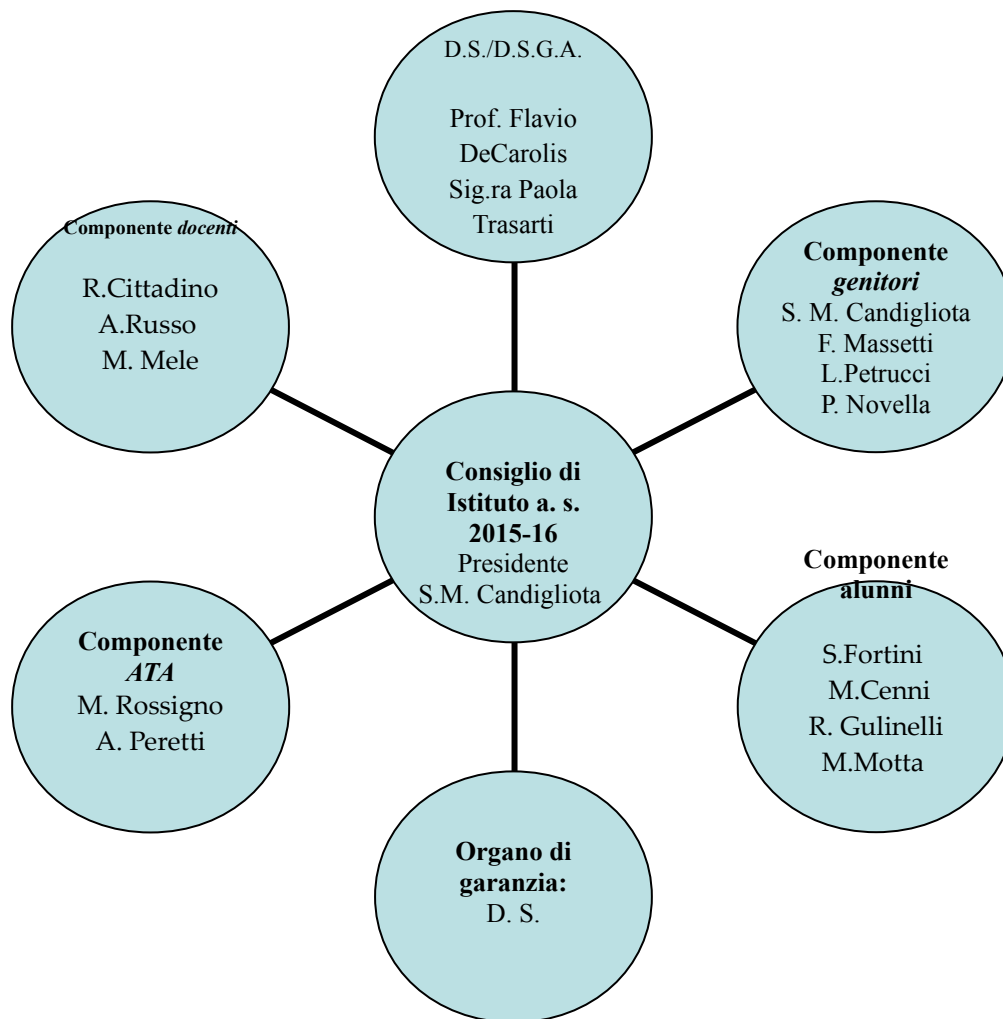 D.S./D.S.G.A.
Prof. Flavio
DeCarolis
Sig.ra Paola
Trasarti
Componente docenti
R.Cittadino
A.Russo
M. Mele
Componente
genitori
S. M. Candigliota
F. Massetti
L.Petrucci
P. Novella
Consiglio di
Istituto a. s.
2015-16
Presidente
S.M. Candigliota
Componente
ATA
M. Rossigno
A. Peretti
Componente
alunni
S.Fortini
M.Cenni
R. Gulinelli
M.Motta
Organo di
garanzia:
D. S.